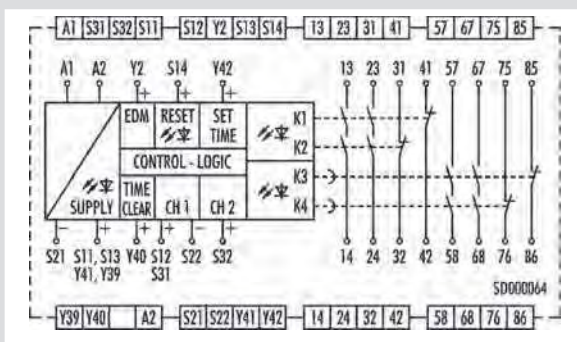 A1 S31 S32 S11 S12 Y2 S13 S14 13 23 31 41 57 67 75 85
A1 A2 Y2 S14 Y42 13 23 31 41 57 67 75 85
+ + +
EDM RESET SET TIME K1
K2
CONTROL - LOGIC
K3
SUPPLY TIME CLEAR CH 1 CH 2 K4
- + + + - +
S21 S11, S13 Y40 S12 S22 S32 14 24 32 42 58 68 76 86
Y41, Y39 S31
SD000064
Y39 Y40 A2 S21 S22 Y41 Y42 14 24 32 42 58 68 76 86